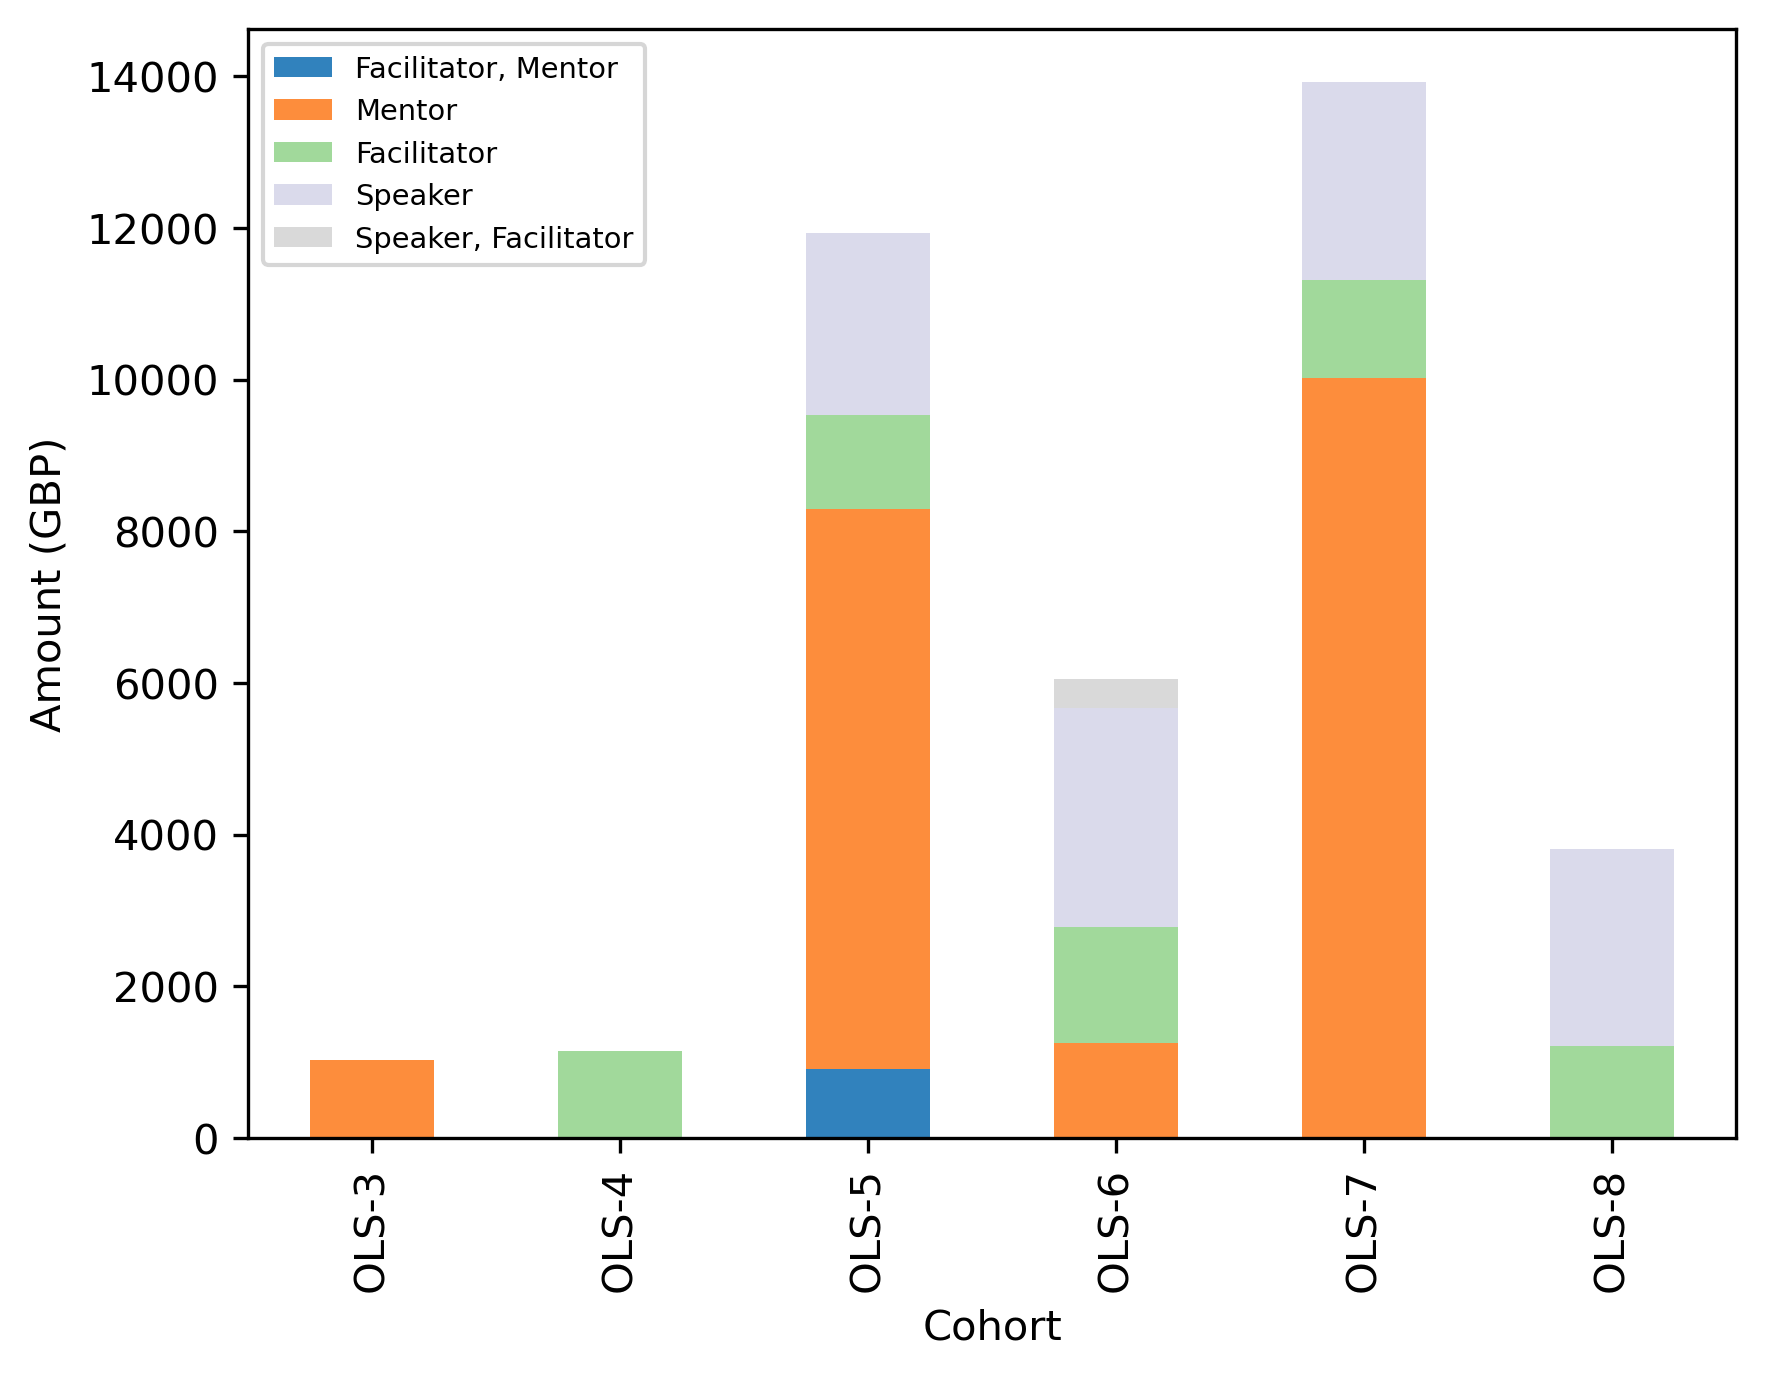 Facilitator, Mentor
Mentor
Facilitator
Speaker
Speaker, Facilitator
14000
12000
10000
8000
6000
4000
2000
0
Amount (GBP)
OLS-3
OLS-4
OLS-5
OLS-6
OLS-7
OLS-8
Cohort